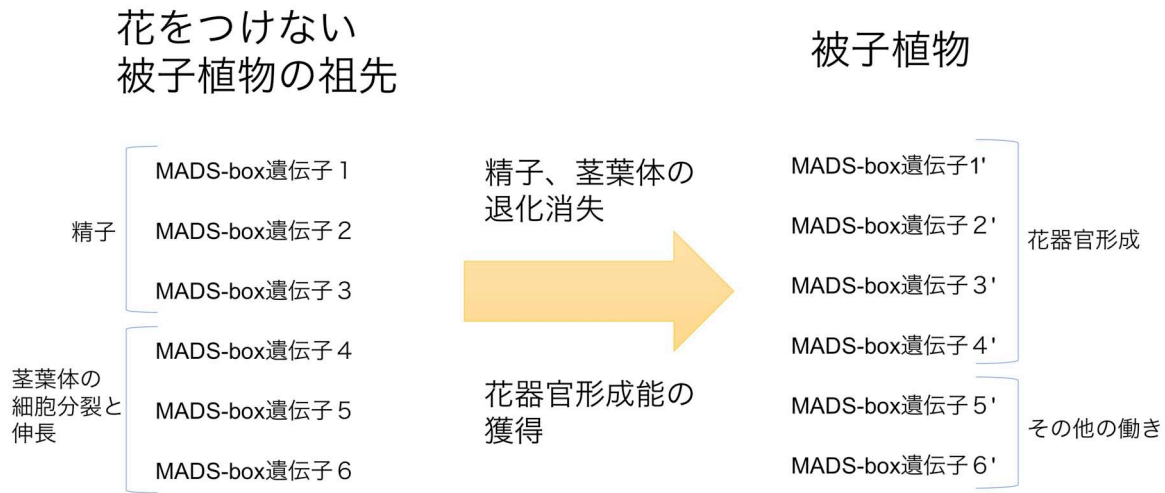 花をつけない
被子植物の祖先
被子植物
精子
MADS-box遺伝子１
MADS-box遺伝子２
MADS-box遺伝子３
茎葉体の
細胞分裂と
伸長
MADS-box遺伝子４
MADS-box遺伝子５
MADS-box遺伝子６
精子、茎葉体の
退化消失
花器官形成能の
獲得
MADS-box遺伝子1'
MADS-box遺伝子２'
MADS-box遺伝子３'
MADS-box遺伝子４'
花器官形成
MADS-box遺伝子５'
MADS-box遺伝子６'
その他の働き